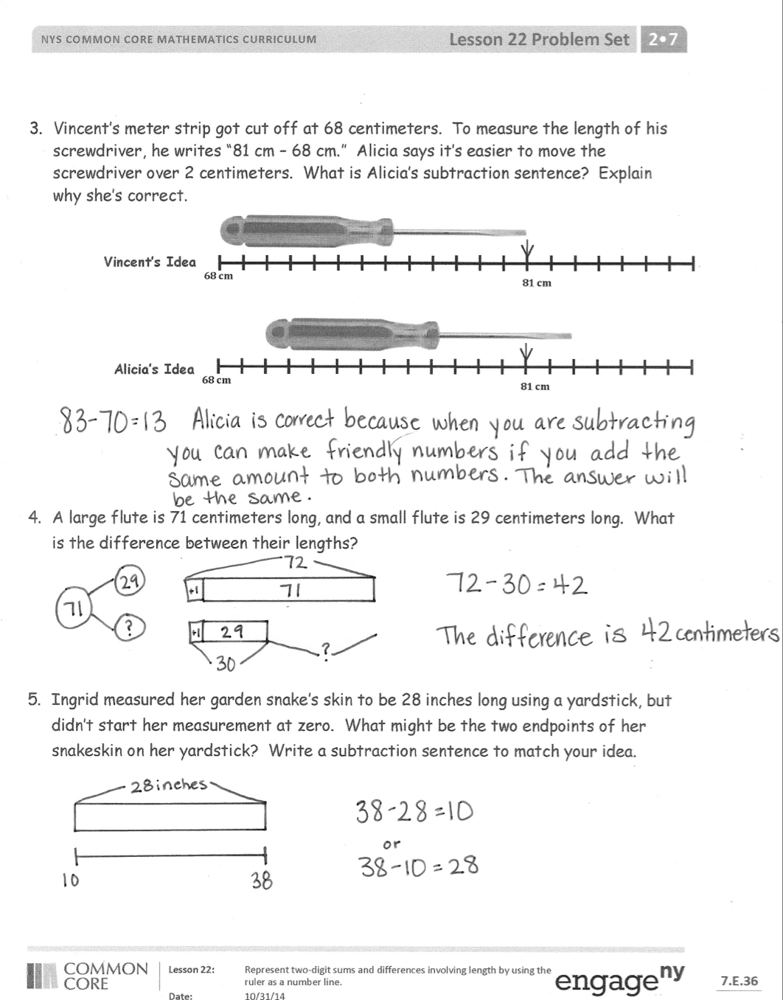 NYS COMMON CORE MATHEMATICS CURRICULUM Lesson 22 Problem Set 2•7
3. Vincent's meter strip got cut off at 68 centimeters. To measure the length of his
screwdriver, he writes "81 cm – 68 cm." Alicia says it's easier to move the
screwdriver over 2 centimeters. What is Alicia's subtraction sentence? Explain
why she's correct.
Vincent's Idea
68 cm
81 cm
Alicia's Idea
68 cm
81 cm
83-70=13 Alicia is correct because when you are subtracting
you can make friendly numbers if you add the
same amount to both numbers. The answer will
be the same.
4. A large flute is 71 centimeters long, and a small flute is 29 centimeters long. What
is the difference between their lengths?
71
29
?
72
+1 71
+1 29
30
?
72-30=42
The difference is 42 centimeters
5. Ingrid measured her garden snake's skin to be 28 inches long using a yardstick, but
didn't start her measurement at zero. What might be the two endpoints of her
snakeskin on her yardstick? Write a subtraction sentence to match your idea.
28 inches
10 38
38-28=10
or
38-10=28
COMMON
CORE
Lesson 22: Represent two-digit sums and differences involving length by using the
ruler as a number line.
Date: 10/31/14
engageny
7.E.36